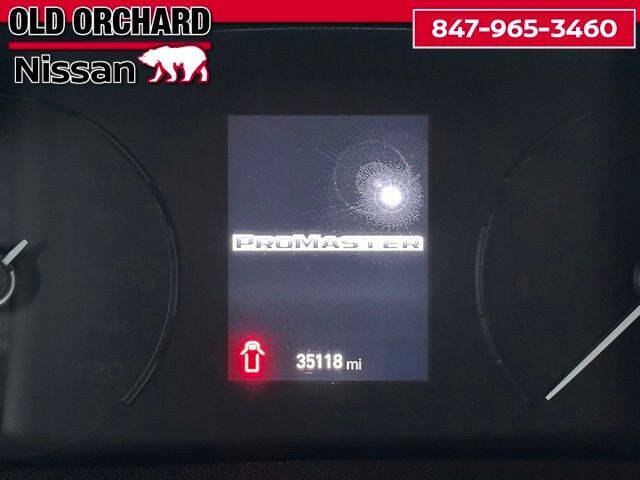 OLD ORCHARD
Nissan
847-965-3460
PROMASTER
35118 mi